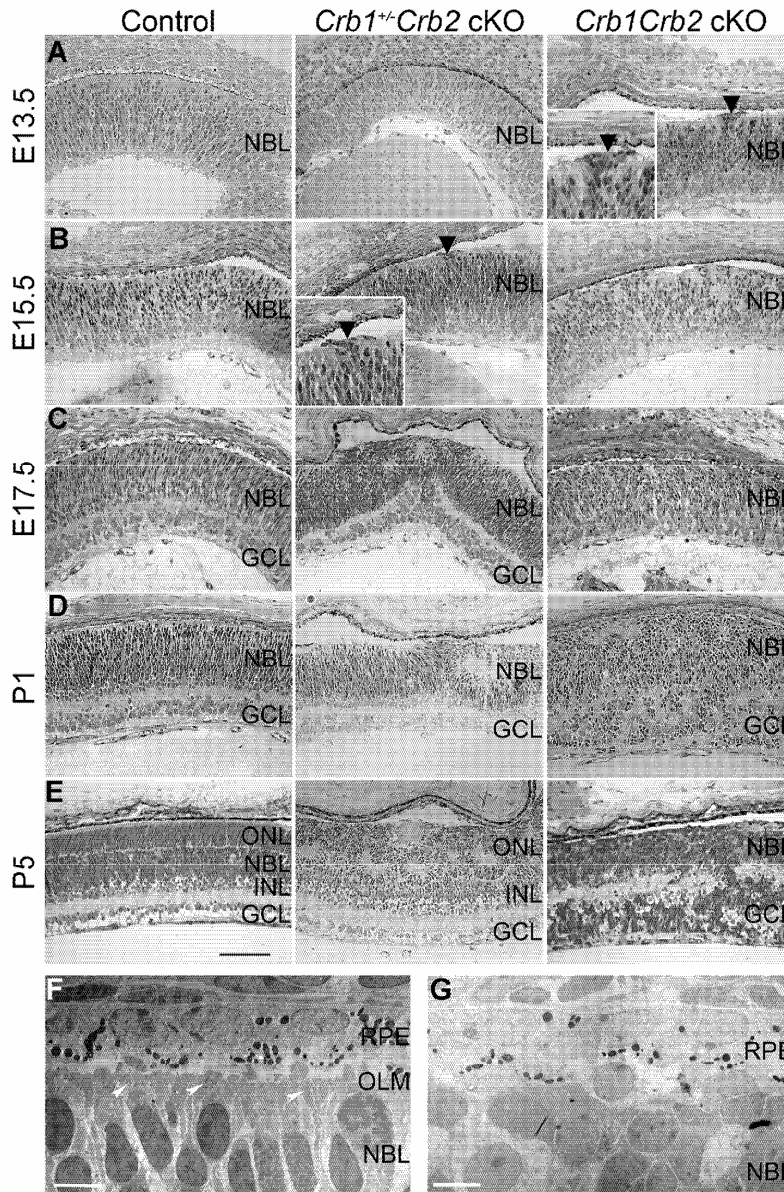 Control Crb1+/-Crb2 cKO Crb1Crb2 cKO
E13.5
A
NBL NBL NBL
E15.5
B
NBL NBL NBL
E17.5
C
NBL NBL NBL
GCL GCL
P1
D
NBL NBL NBL
GCL GCL GCL
P5
E
ONL ONL NBL
NBL
INL INL
GCL GCL GCL
F G
RPE RPE
OLM
NBL NBL